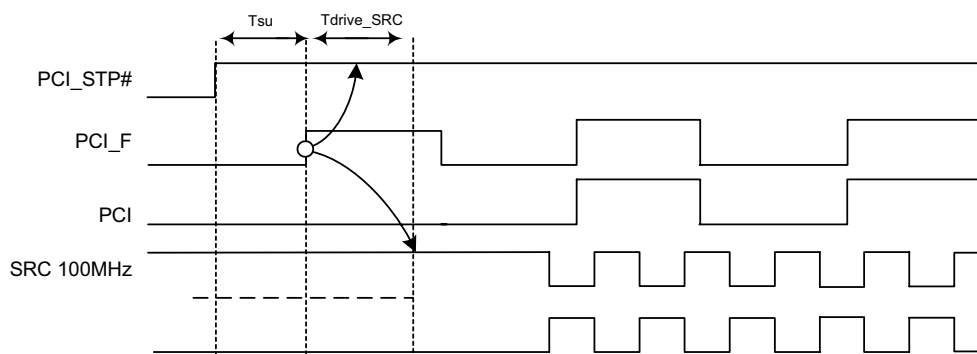 Tsu
Tdrive_SRC
PCI_STP#
PCI_F
PCI
SRC 100MHz